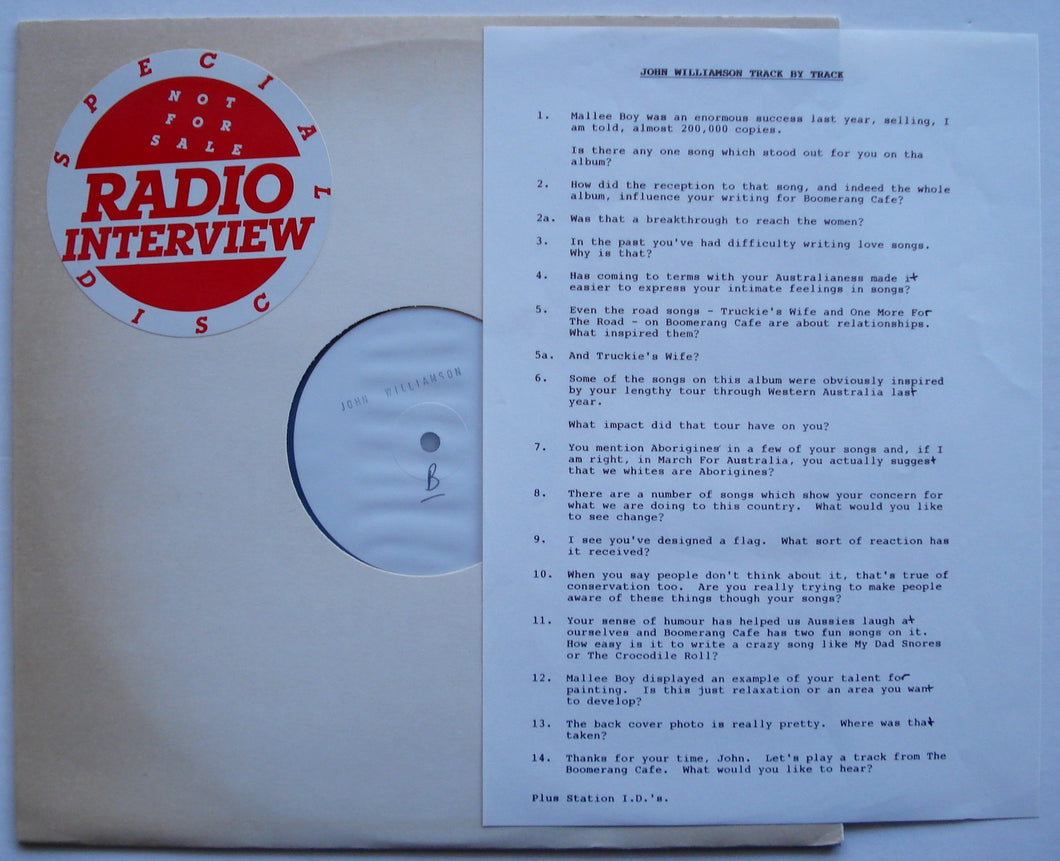 SPECIAL
NOT
FOR
SALE
RADIO
INTERVIEW
DISC
JOHN WILLIAMSON
B
JOHN WILLIAMSON TRACK BY TRACK
1. Mallee Boy was an enormous success last year, selling, I
am told, almost 200,000 copies.
Is there any one song which stood out for you on tha
album?
2. How did the reception to that song, and indeed the whole
album, influence your writing for Boomerang Cafe?
2a. Was that a breakthrough to reach the women?
3. In the past you've had difficulty writing love songs.
Why is that?
4. Has coming to terms with your Australianess made it
easier to express your intimate feelings in songs?
5. Even the road songs - Truckie's Wife and One More For
The Road - on Boomerang Cafe are about relationships.
What inspired them?
5a. And Truckie's Wife?
6. Some of the songs on this album were obviously inspired
by your lengthy tour through Western Australia last
year.
What impact did that tour have on you?
7. You mention Aborigines in a few of your songs and, if I
am right, in March For Australia, you actually suggest
that we whites are Aborigines?
8. There are a number of songs which show your concern for
what we are doing to this country. What would you like
to see change?
9. I see you've designed a flag. What sort of reaction has
it received?
10. When you say people don't think about it, that's true of
conservation too. Are you really trying to make people
aware of these things though your songs?
11. Your sense of humour has helped us Aussies laugh at
ourselves and Boomerang Cafe has two fun songs on it.
How easy is it to write a crazy song like My Dad Snores
or The Crocodile Roll?
12. Mallee Boy displayed an example of your talent for
painting. Is this just relaxation or an area you want
to develop?
13. The back cover photo is really pretty. Where was that
taken?
14. Thanks for your time, John. Let's play a track from The
Boomerang Cafe. What would you like to hear?
Plus Station I.D.'s.